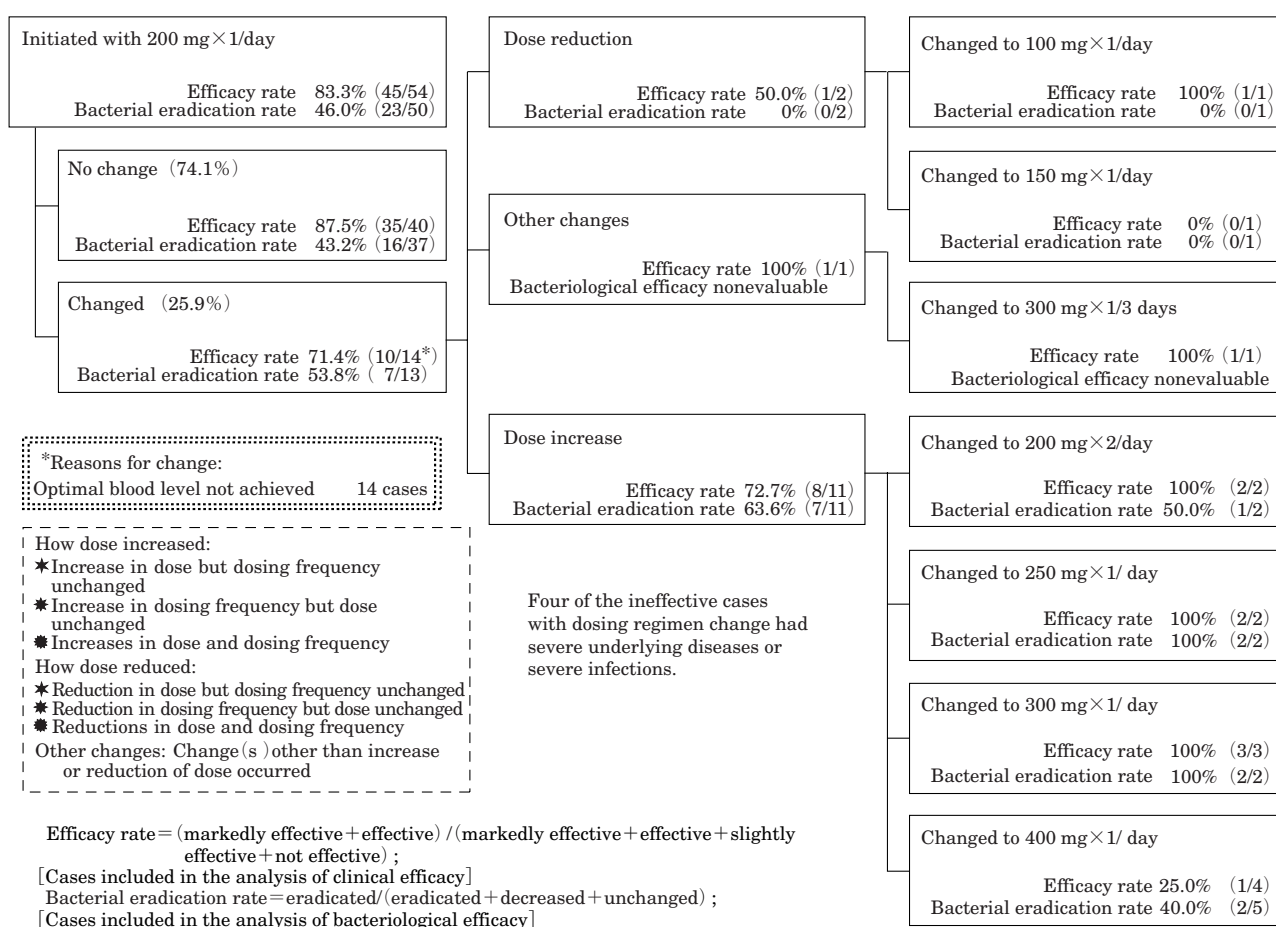 Initiated with 200 mg×1/day
Efficacy rate 83.3% (45/54)
Bacterial eradication rate 46.0% (23/50)
No change (74.1%)
Efficacy rate 87.5% (35/40)
Bacterial eradication rate 43.2% (16/37)
Changed (25.9%)
Efficacy rate 71.4% (10/14*)
Bacterial eradication rate 53.8% ( 7/13)
*Reasons for change:
Optimal blood level not achieved 14 cases
How dose increased:
✶Increase in dose but dosing frequency
unchanged
✷Increase in dosing frequency but dose
unchanged
✹Increases in dose and dosing frequency
How dose reduced:
✶Reduction in dose but dosing frequency unchanged
✷Reduction in dosing frequency but dose unchanged
✹Reductions in dose and dosing frequency
Other changes: Change(s )other than increase
or reduction of dose occurred
Efficacy rate=(markedly effective+effective) /(markedly effective+effective+slightly
effective+not effective) ;
[Cases included in the analysis of clinical efficacy]
Bacterial eradication rate=eradicated/(eradicated+decreased+unchanged) ;
[Cases included in the analysis of bacteriological efficacy]
Dose reduction
Efficacy rate 50.0% (1/2)
Bacterial eradication rate 0% (0/2)
Other changes
Efficacy rate 100% (1/1)
Bacteriological efficacy nonevaluable
Dose increase
Efficacy rate 72.7% (8/11)
Bacterial eradication rate 63.6% (7/11)
Four of the ineffective cases
with dosing regimen change had
severe underlying diseases or
severe infections.
Changed to 100 mg×1/day
Efficacy rate 100% (1/1)
Bacterial eradication rate 0% (0/1)
Changed to 150 mg×1/day
Efficacy rate 0% (0/1)
Bacterial eradication rate 0% (0/1)
Changed to 300 mg×1/3 days
Efficacy rate 100% (1/1)
Bacteriological efficacy nonevaluable
Changed to 200 mg×2/day
Efficacy rate 100% (2/2)
Bacterial eradication rate 50.0% (1/2)
Changed to 250 mg×1/ day
Efficacy rate 100% (2/2)
Bacterial eradication rate 100% (2/2)
Changed to 300 mg×1/ day
Efficacy rate 100% (3/3)
Bacterial eradication rate 100% (2/2)
Changed to 400 mg×1/ day
Efficacy rate 25.0% (1/4)
Bacterial eradication rate 40.0% (2/5)